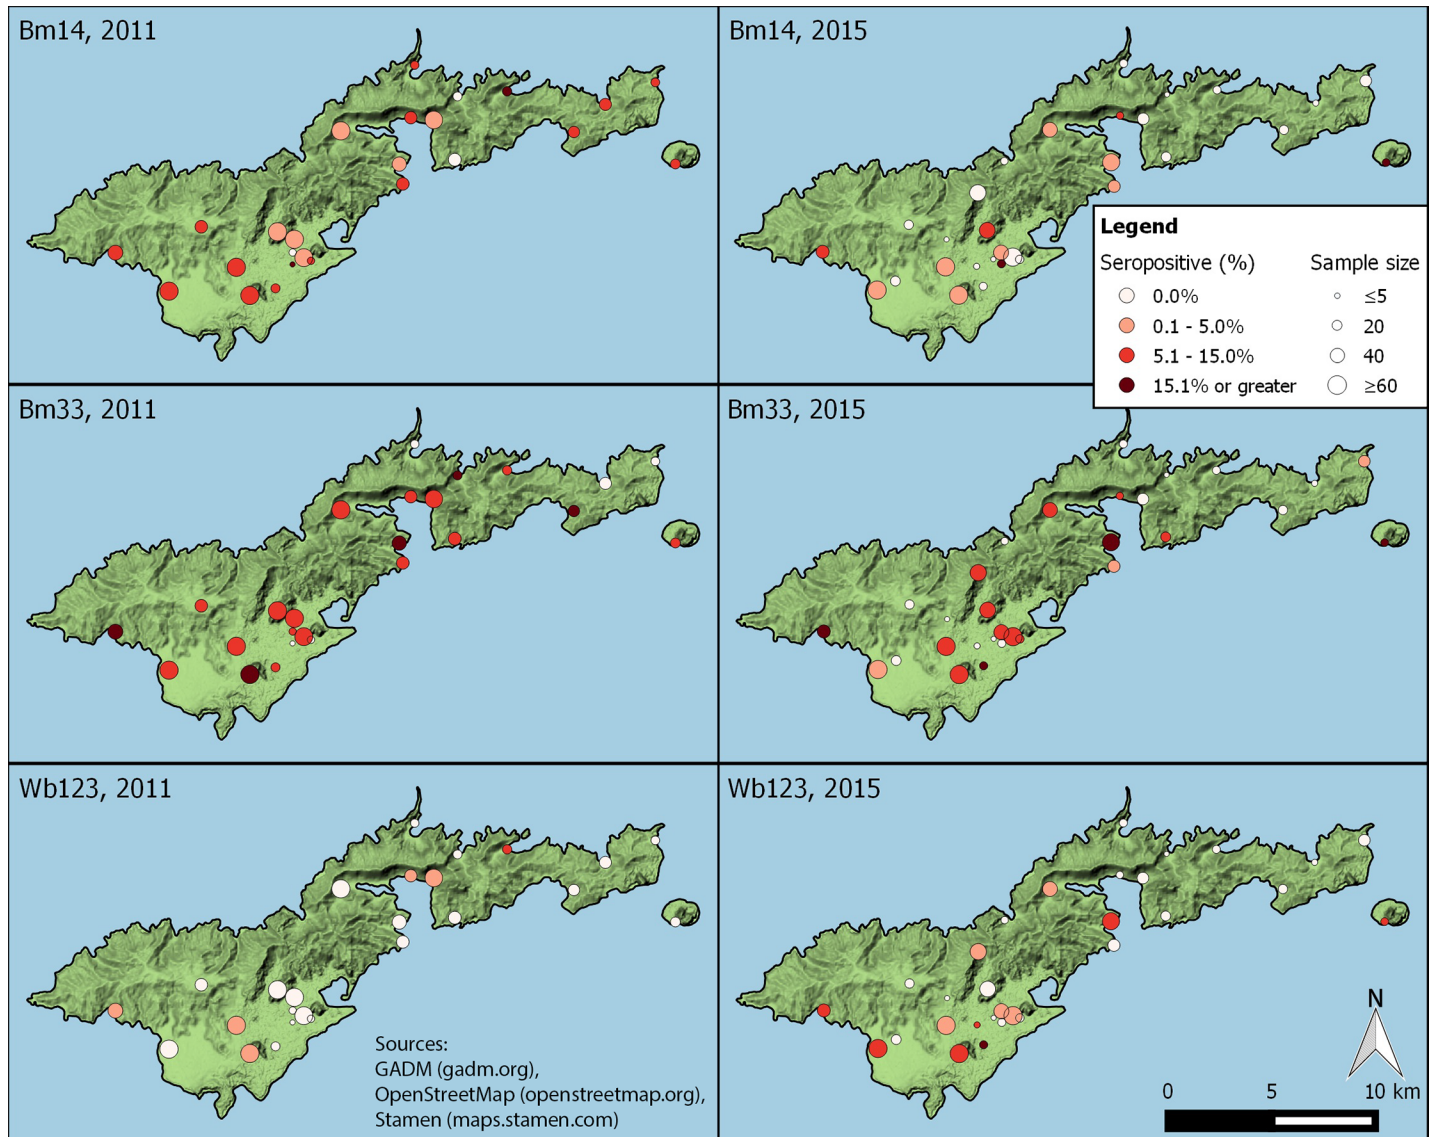 Bm14, 2011
Bm14, 2015
Legend
Seropositive (%)
Sample size
0.0%
≤5
0.1 - 5.0%
20
5.1 - 15.0%
40
15.1% or greater
≥60
Bm33, 2011
Bm33, 2015
Wb123, 2011
Wb123, 2015
Sources:
GADM (gadm.org),
OpenStreetMap (openstreetmap.org),
Stamen (maps.stamen.com)
N
0 5 10 km